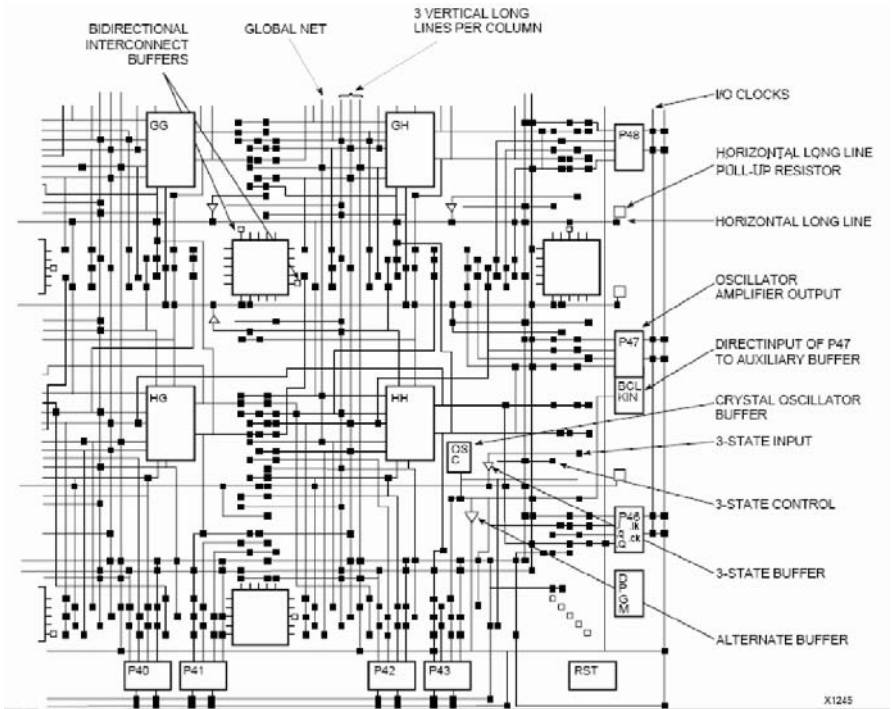 BIDIRECTIONAL
INTERCONNECT
BUFFERS
GLOBAL NET
3 VERTICAL LONG
LINES PER COLUMN
I/O CLOCKS
HORIZONTAL LONG LINE
PULL-UP RESISTOR
HORIZONTAL LONG LINE
OSCILLATOR
AMPLIFIER OUTPUT
DIRECTINPUT OF P47
TO AUXILIARY BUFFER
CRYSTAL OSCILLATOR
BUFFER
3-STATE INPUT
3-STATE CONTROL
3-STATE BUFFER
ALTERNATE BUFFER
GG
GH
P48
P47
BCL
KIN
HG
HH
OS
C
P46
.ck
D
P
G
M
P40
P41
P42
P43
RST
X1245